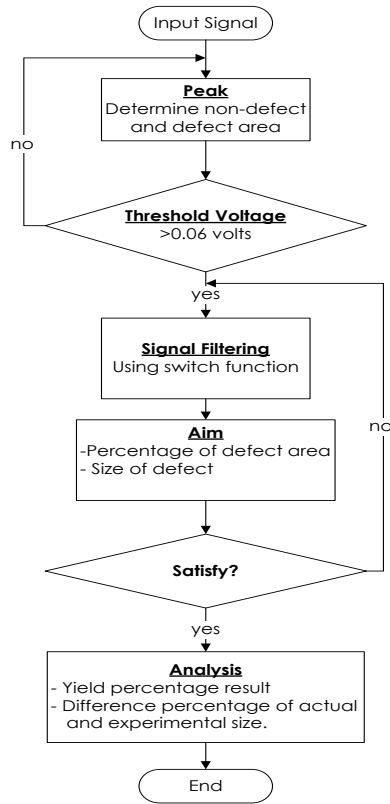 Input Signal
Peak
Determine non-defect
and defect area
no
Threshold Voltage
>0.06 volts
yes
Signal Filtering
Using switch function
Aim
-Percentage of defect area
- Size of defect
no
Satisfy?
yes
Analysis
- Yield percentage result
- Difference percentage of actual
and experimental size.
End